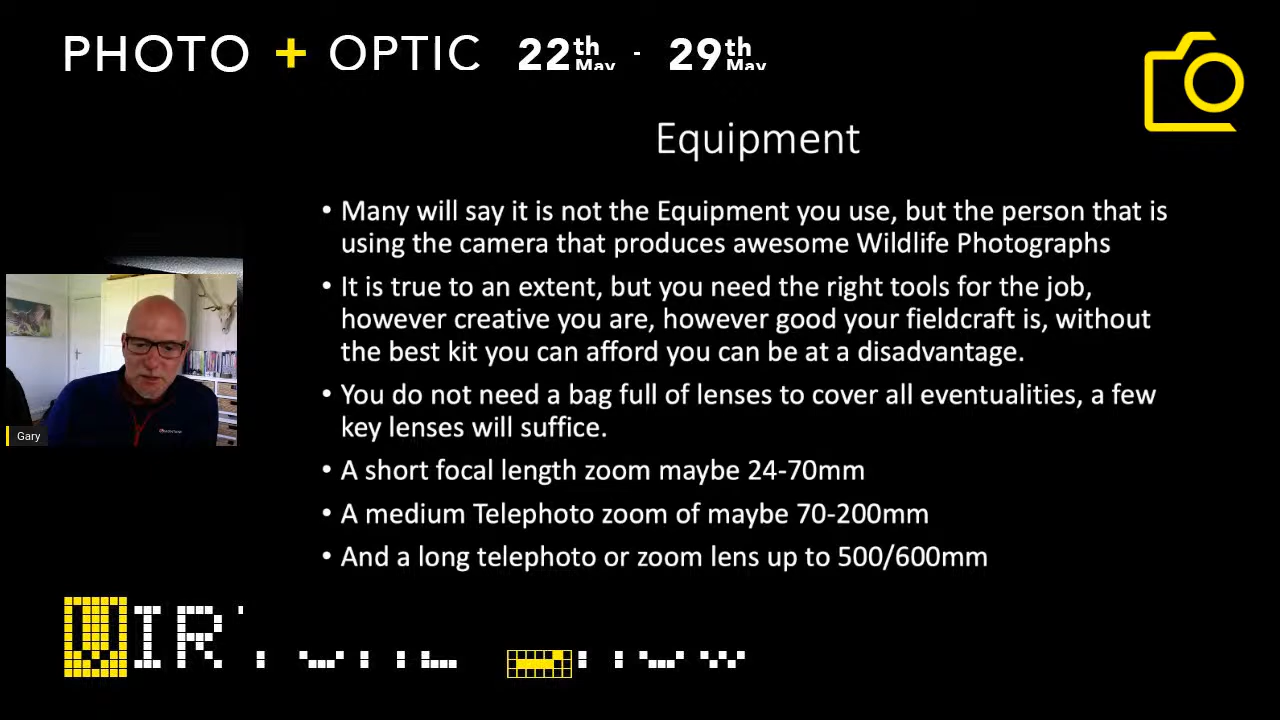 PHOTO + OPTIC 22th May - 29th May
Equipment
• Many will say it is not the Equipment you use, but the person that is
using the camera that produces awesome Wildlife Photographs
• It is true to an extent, but you need the right tools for the job,
however creative you are, however good your fieldcraft is, without
the best kit you can afford you can be at a disadvantage.
• You do not need a bag full of lenses to cover all eventualities, a few
key lenses will suffice.
• A short focal length zoom maybe 24-70mm
• A medium Telephoto zoom of maybe 70-200mm
• And a long telephoto or zoom lens up to 500/600mm
Gary